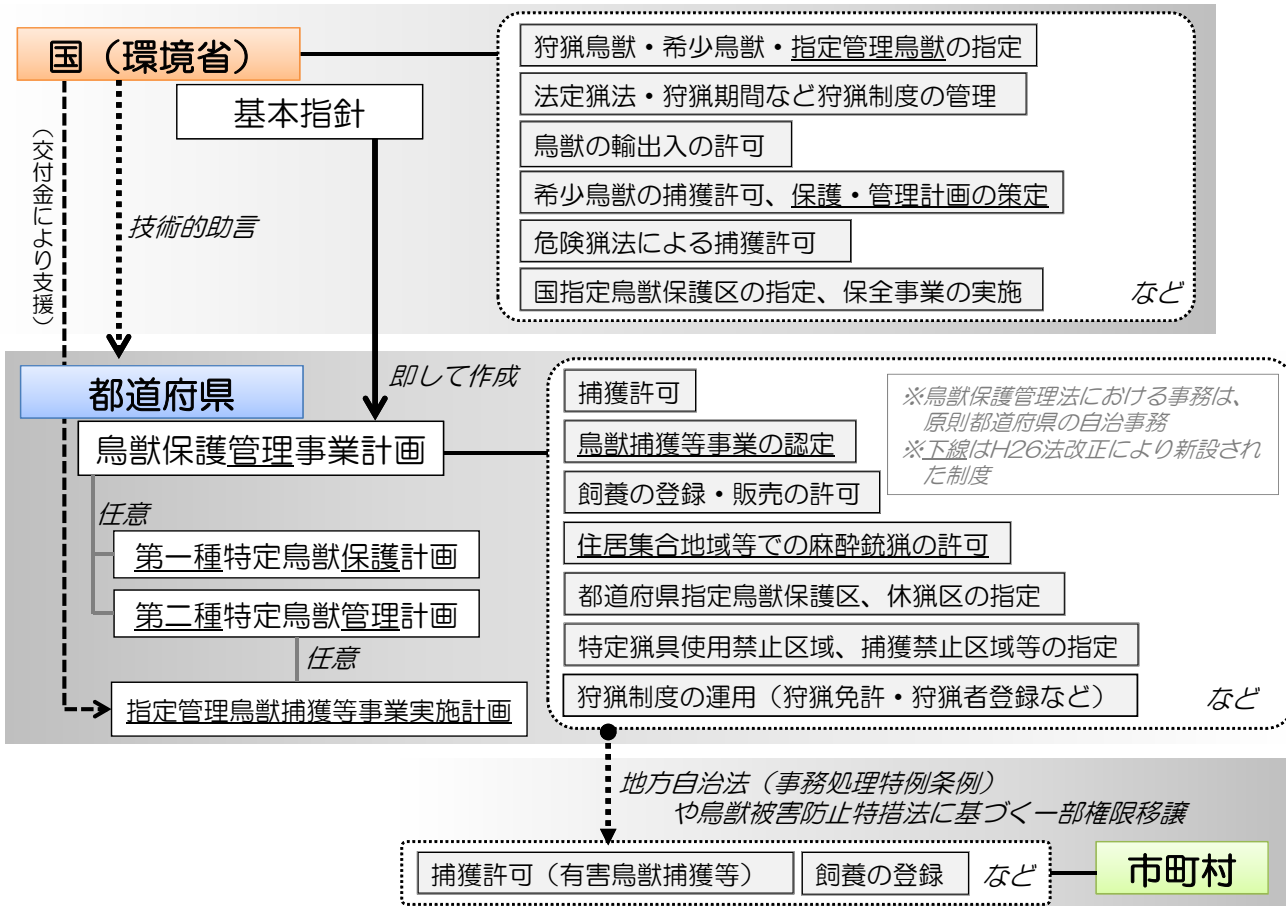 国（環境省）
基本指針
（交付金により支援）
技術的助言
狩猟鳥獣・希少鳥獣・指定管理鳥獣の指定
法定猟法・狩猟期間など狩猟制度の管理
鳥獣の輸出入の許可
希少鳥獣の捕獲許可、保護・管理計画の策定
危険猟法による捕獲許可
国指定鳥獣保護区の指定、保全事業の実施
など
都道府県
即して作成
鳥獣保護管理事業計画
任意
第一種特定鳥獣保護計画
第二種特定鳥獣管理計画
任意
指定管理鳥獣捕獲等事業実施計画
捕獲許可
鳥獣捕獲等事業の認定
飼養の登録・販売の許可
住居集合地域等での麻酔銃猟の許可
都道府県指定鳥獣保護区、休猟区の指定
特定猟具使用禁止区域、捕獲禁止区域等の指定
狩猟制度の運用（狩猟免許・狩猟者登録など）
など
※鳥獣保護管理法における事務は、
原則都道府県の自治事務
※下線はH26法改正により新設され
た制度
地方自治法（事務処理特例条例）
や鳥獣被害防止特措法に基づく一部権限移譲
捕獲許可（有害鳥獣捕獲等）
飼養の登録
など
市町村